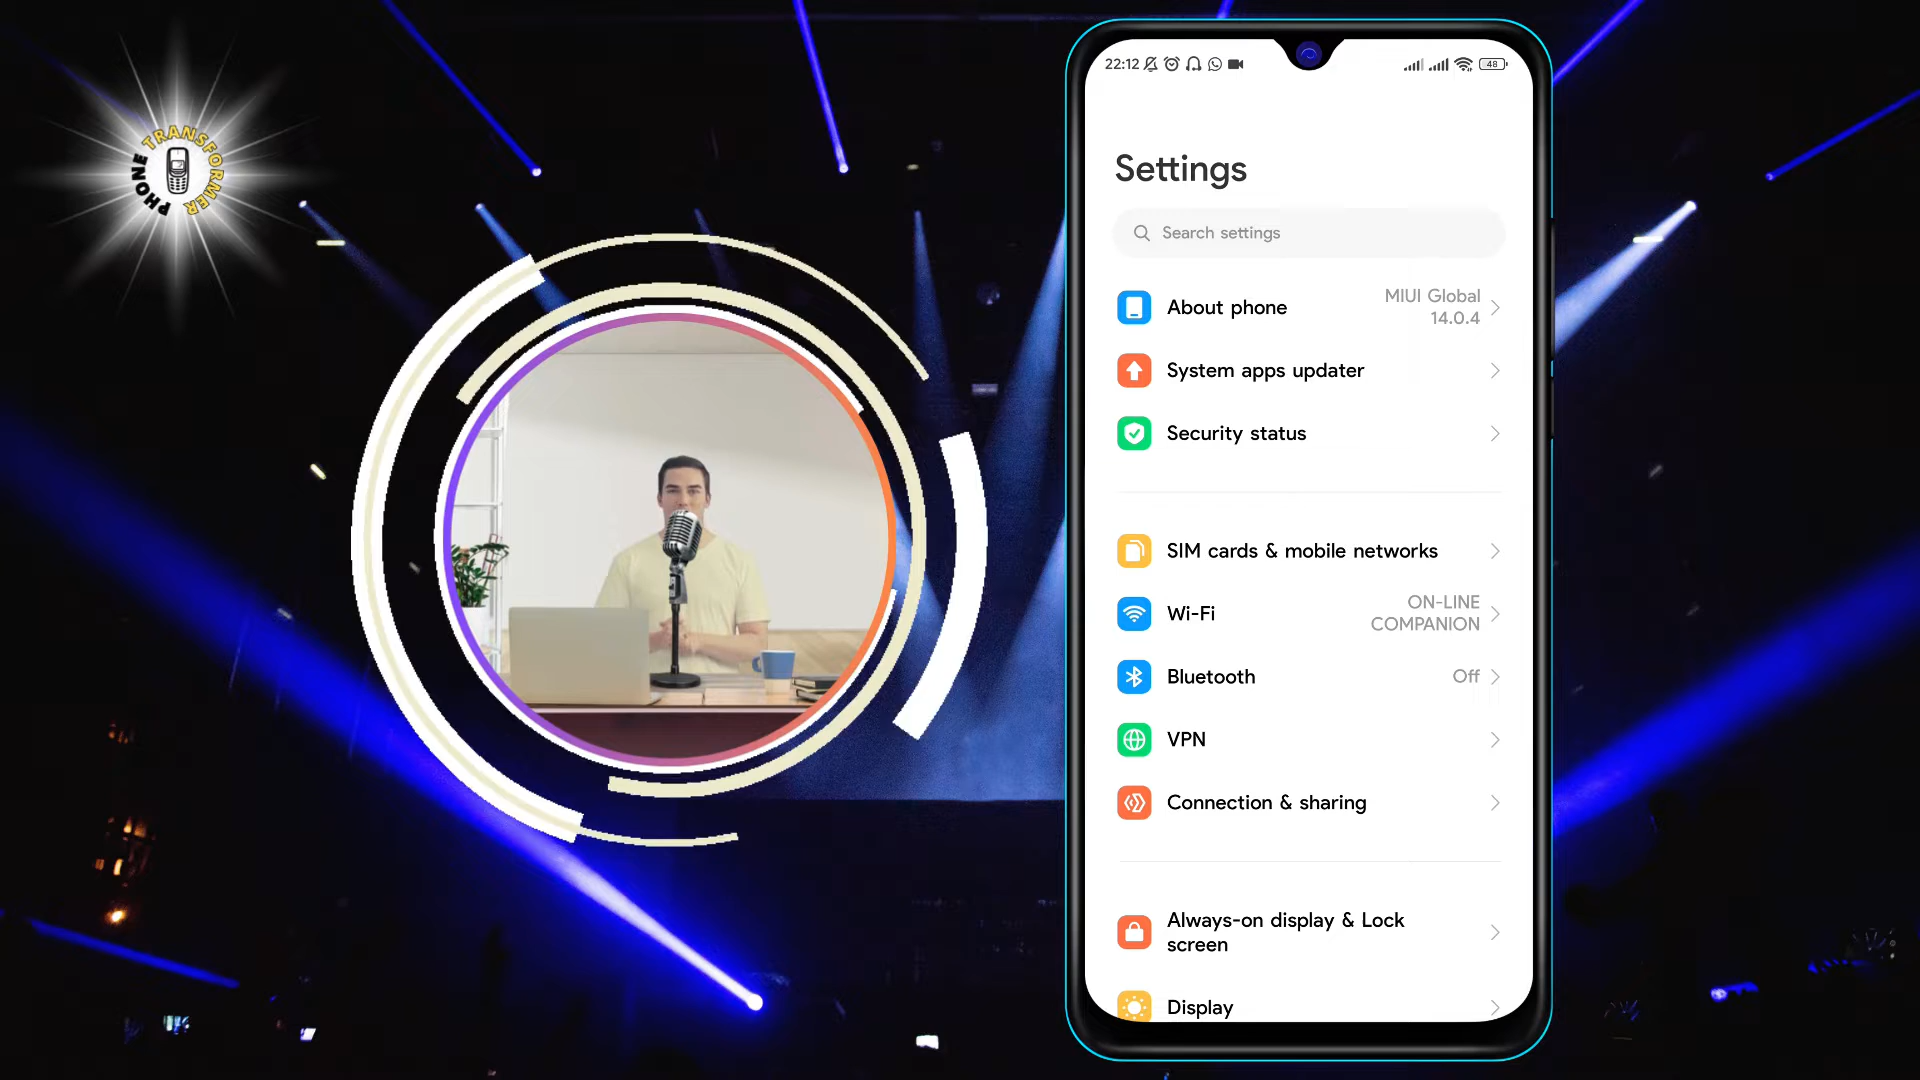 PHONE TRANSFORMER
22:12
48
Settings
Search settings
About phone
MIUI Global
14.0.4
System apps updater
Security status
SIM cards & mobile networks
Wi-Fi
ON-LINE
COMPANION
Bluetooth
Off
VPN
Connection & sharing
Always-on display & Lock
screen
Display